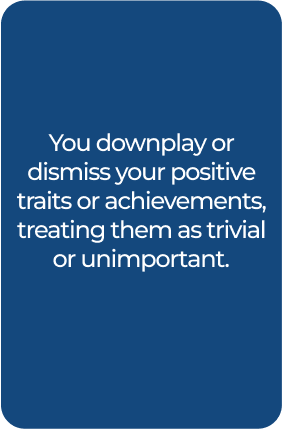 You downplay or
dismiss your positive
traits or achievements,
treating them as trivial
or unimportant.